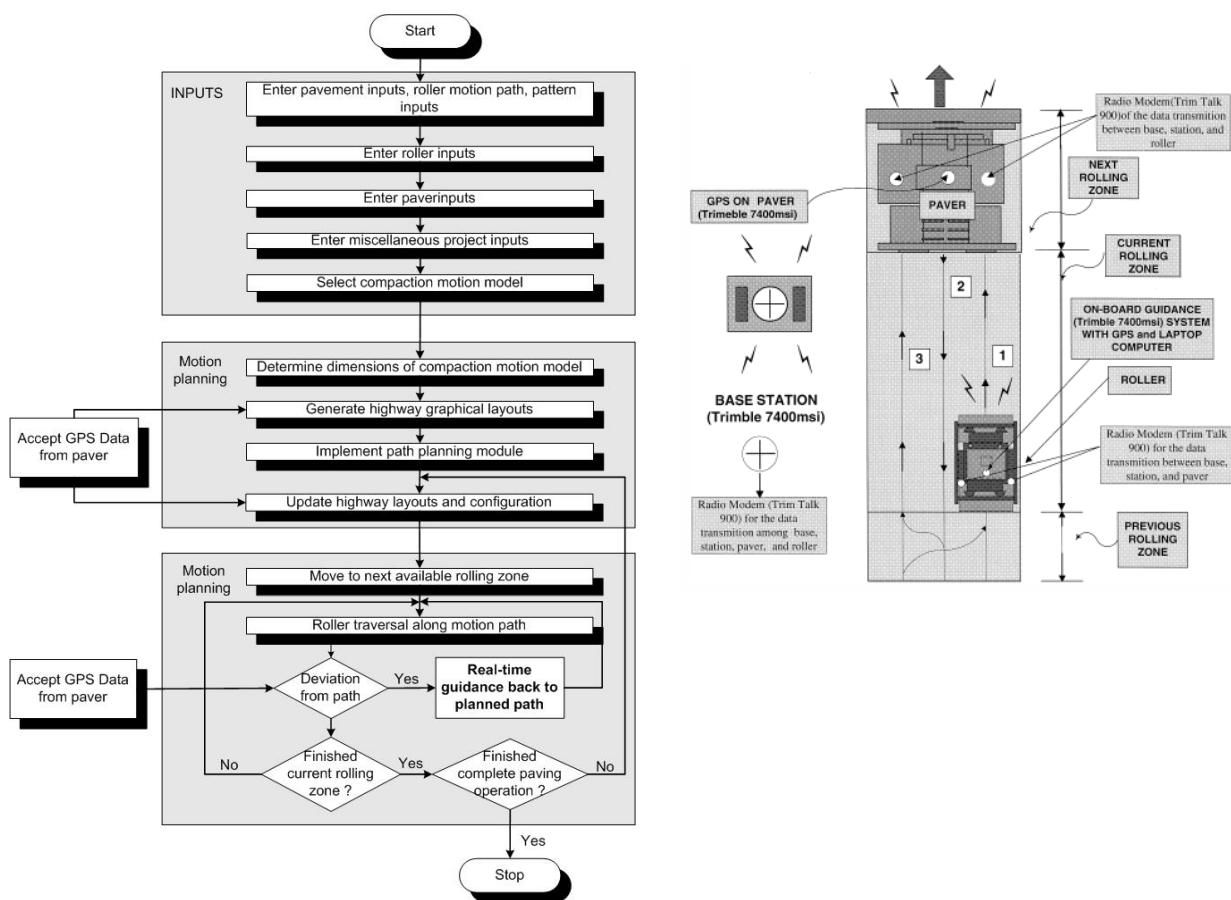 Start
INPUTS
Enter pavement inputs, roller motion path, pattern
inputs
Enter roller inputs
Enter paverinputs
Enter miscellaneous project inputs
Select compaction motion model
Motion
planning
Determine dimensions of compaction motion model
Generate highway graphical layouts
Accept GPS Data
from paver
Implement path planning module
Update highway layouts and configuration
Motion
planning
Move to next available rolling zone
Roller traversal along motion path
Accept GPS Data
from paver
Deviation
from path
Yes
Real-time
guidance back to
planned path
No
Finished
current rolling
zone ?
Yes
Finished
complete paving
operation ?
No
Yes
Stop
Radio Modem(Trim Talk
900)of the data transmition
between base, station, and
roller
NEXT
ROLLING
ZONE
GPS ON PAVER
(Trimeble 7400msi)
PAVER
CURRENT
ROLLING
ZONE
2
ON-BOARD GUIDANCE
(Trimble 7400msi) SYSTEM
WITH GPS and LAPTOP
COMPUTER
3
1
ROLLER
BASE STATION
(Trimble 7400msi)
Radio Modem (Trim Talk
900) for the data
transmition between base,
station, and paver
Radio Modem (Trim Talk
900) for the data
transmition among base,
station, paver, and roller
PREVIOUS
ROLLING
ZONE